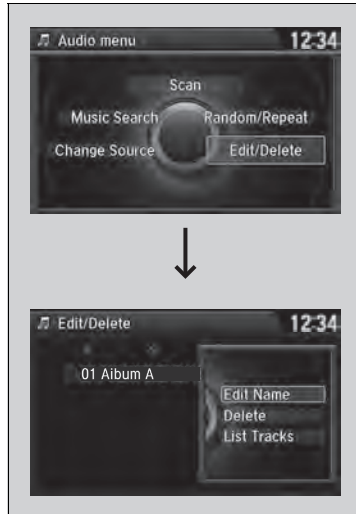 Audio menu 12:34
Scan
Music Search Random/Repeat
Change Source Edit/Delete
Edit/Delete 12:34
01 Aibum A
Edit Name
Delete
List Tracks